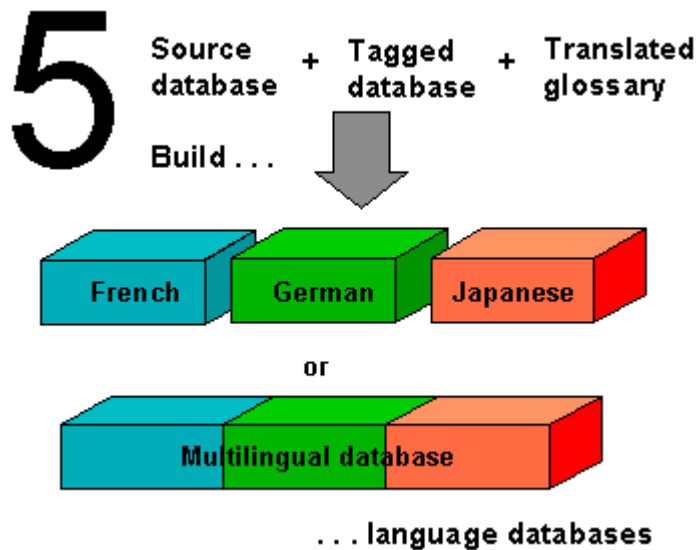 5
Source database + Tagged database + Translated glossary
Build . . .
French German Japanese
or
Multilingual database
. . . language databases